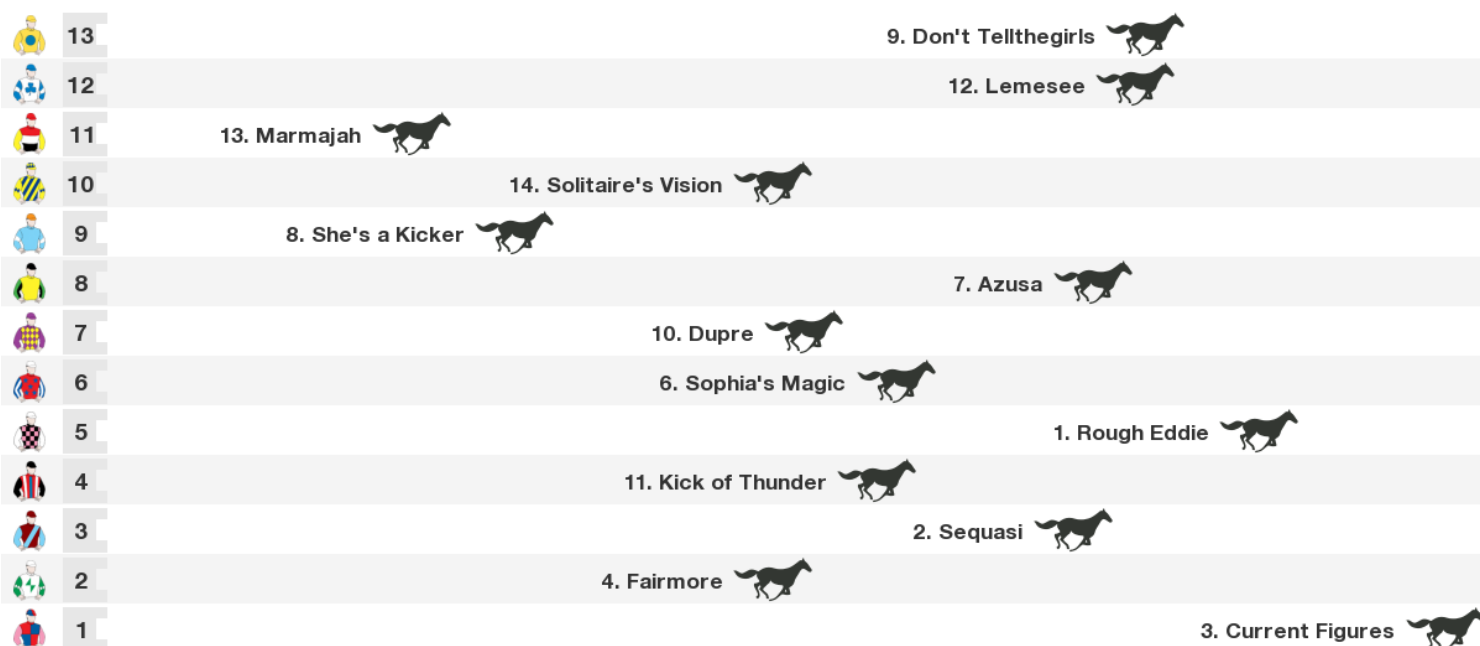 13 9. Don't Tellthegirls
12 12. Lemesee
11 13. Marmajah
10 14. Solitaire's Vision
9 8. She's a Kicker
8 7. Azusa
7 10. Dupre
6 6. Sophia's Magic
5 1. Rough Eddie
4 11. Kick of Thunder
3 2. Sequasi
2 4. Fairmore
1 3. Current Figures